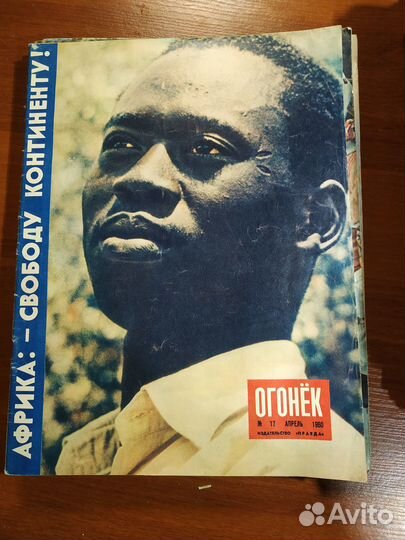 АФРИКА: – СВОБОДУ КОНТИНЕНТУ!
ОГОНЁК
№ 17 АПРЕЛЬ 1960
ИЗДАТЕЛЬСТВО «ПРАВДА»
Avito